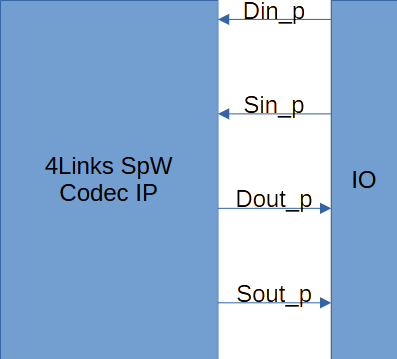 Din_p
Sin_p
4Links SpW
Codec IP
IO
Dout_p
Sout_p